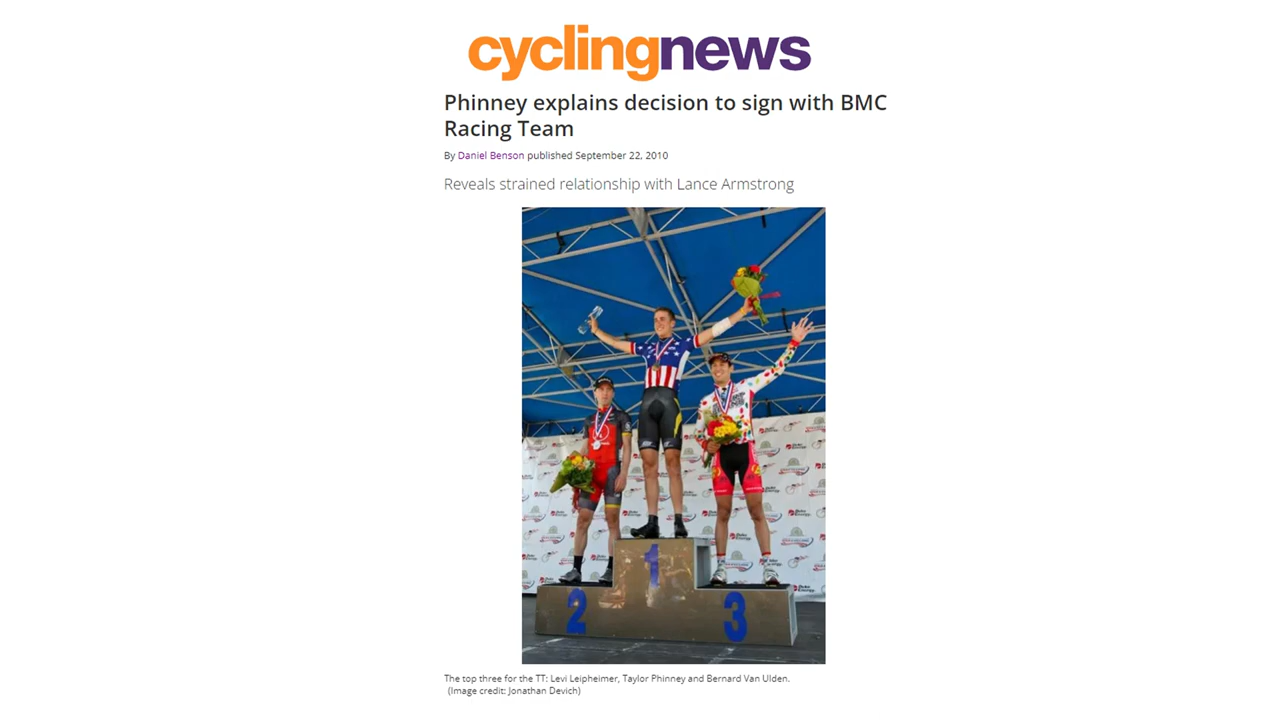 cyclingnews
Phinney explains decision to sign with BMC
Racing Team
By Daniel Benson published September 22, 2010
Reveals strained relationship with Lance Armstrong
1
2
3
The top three for the TT: Levi Leipheimer, Taylor Phinney and Bernard Van Ulden.
(Image credit: Jonathan Devich)